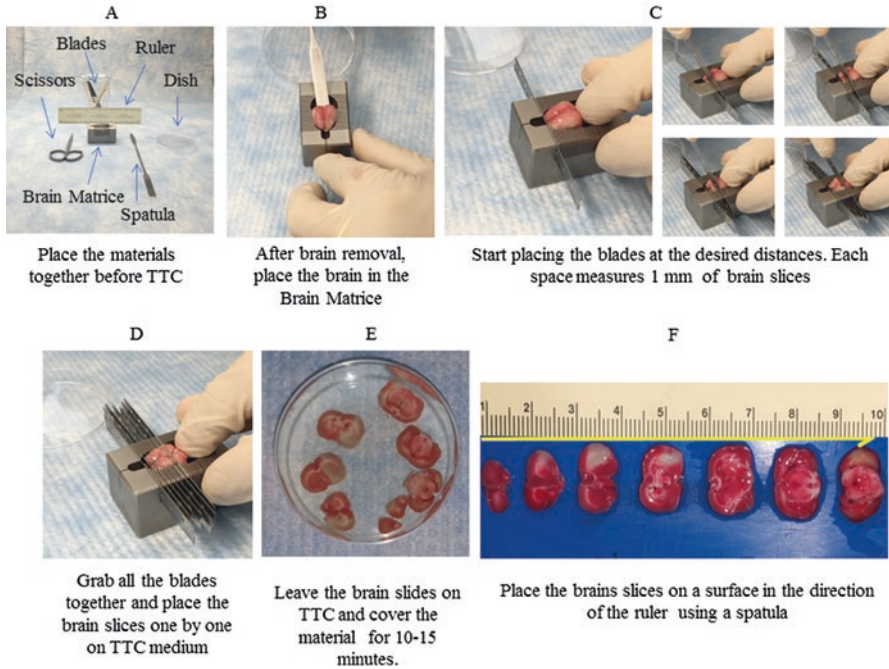 A
Blades
Ruler
Scissors
Dish
Brain Matrice
Spatula
Place the materials
together before TTC
B
After brain removal,
place the brain in the
Brain Matrice
C
Start placing the blades at the desired distances. Each
space measures 1 mm of brain slices
D
Grab all the blades
together and place the
brain slices one by one
on TTC medium
E
Leave the brain slides on
TTC and cover the
material for 10-15
minutes.
F
1 2 3 4 5 6 7 8 9 10
Place the brains slices on a surface in the direction
of the ruler using a spatula